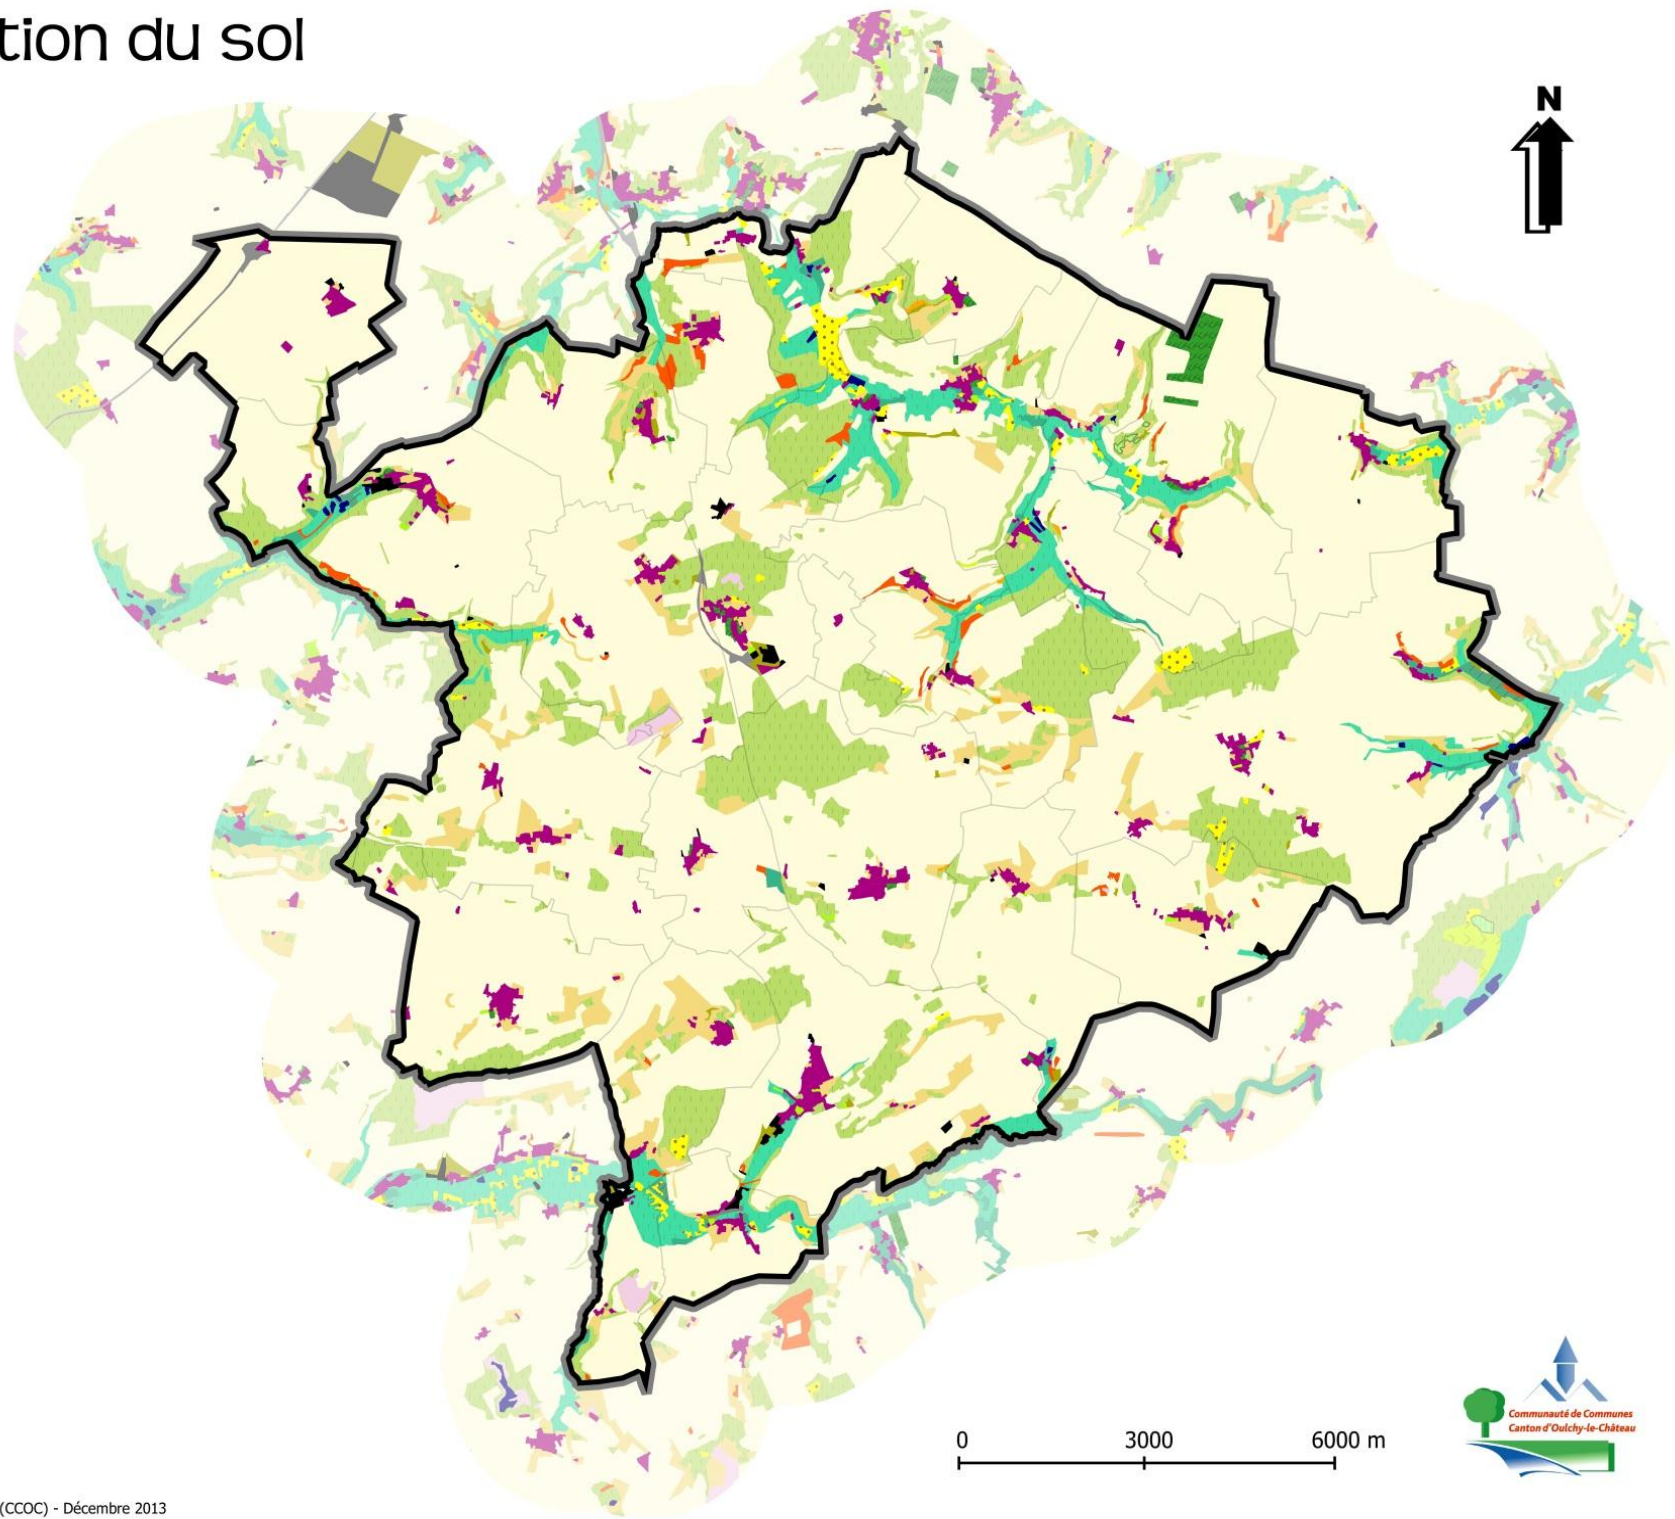 tion du sol
N
0 3000 6000 m
Communauté de Communes
Canton d'Oulchy-le-Château
(CCOC) - Décembre 2013